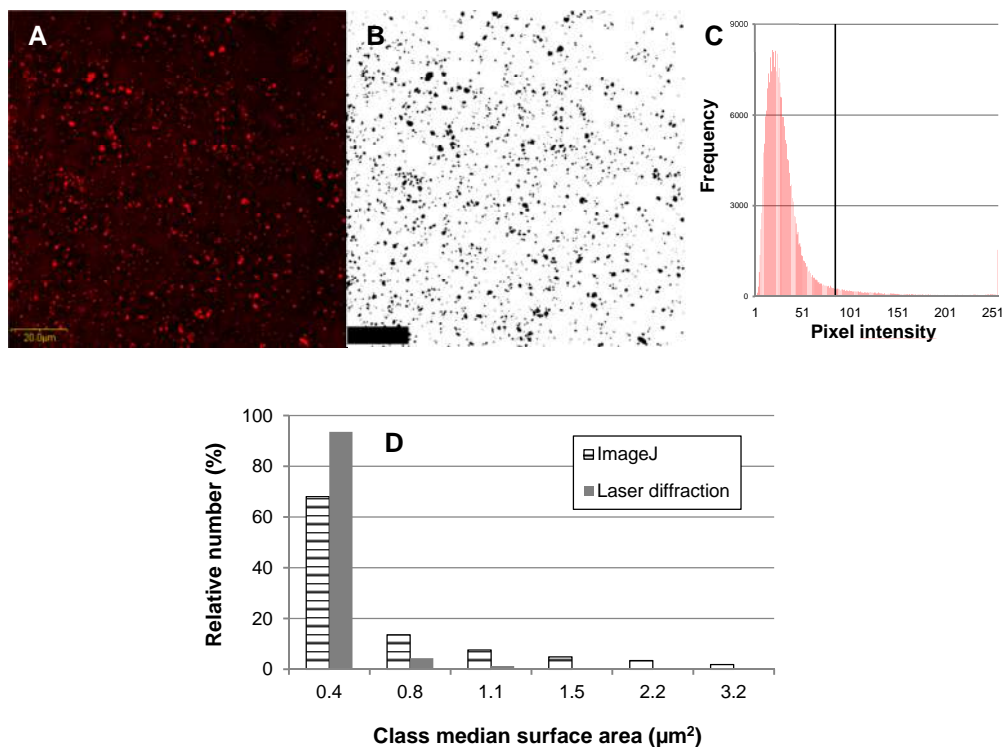 A
B
C
20.0µm
9000
6000
3000
0
Frequency
1 51 101 151 201 251
Pixel intensity
D
100
80
60
40
20
0
Relative number (%)
ImageJ
Laser diffraction
0.4 0.8 1.1 1.5 2.2 3.2
Class median surface area (µm²)